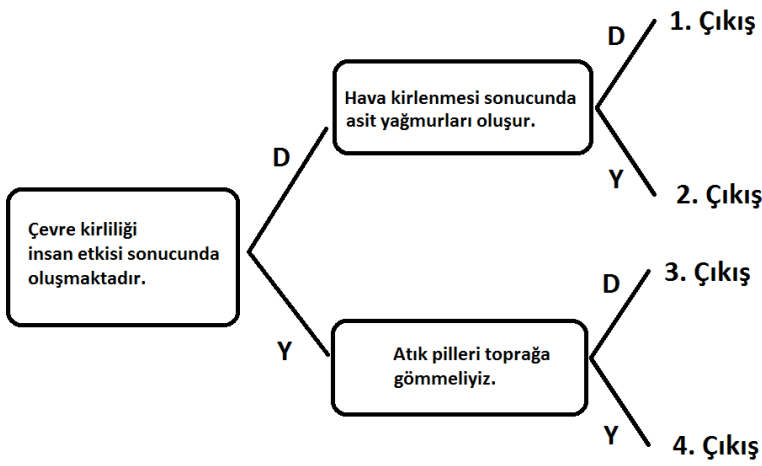 Çevre kirliliği
insan etkisi sonucunda
oluşmaktadır.
D
Y
Hava kirlenmesi sonucunda
asit yağmurları oluşur.
D
1. Çıkış
Y
2. Çıkış
Atık pilleri toprağa
gömmeliyiz.
D
3. Çıkış
Y
4. Çıkış